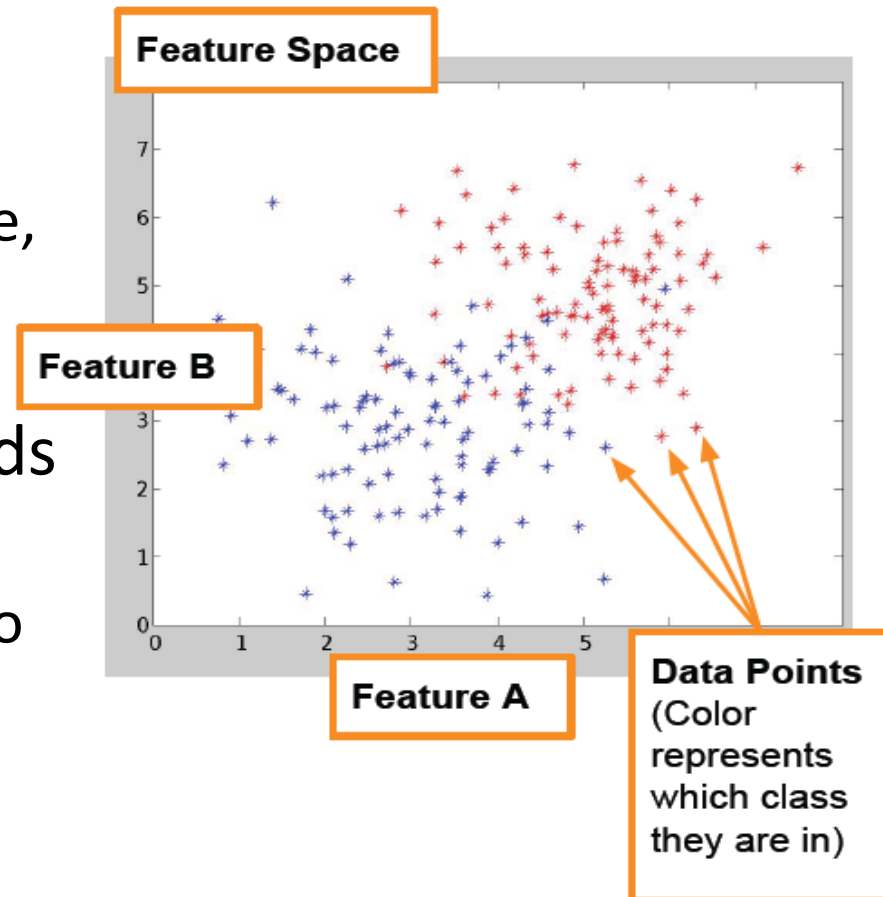 Feature Space
7
6
e,
5
Feature B
3
ds
2
1
0
o
0 1 2 3 4 5
Feature A
Data Points
(Color
represents
which class
they are in)